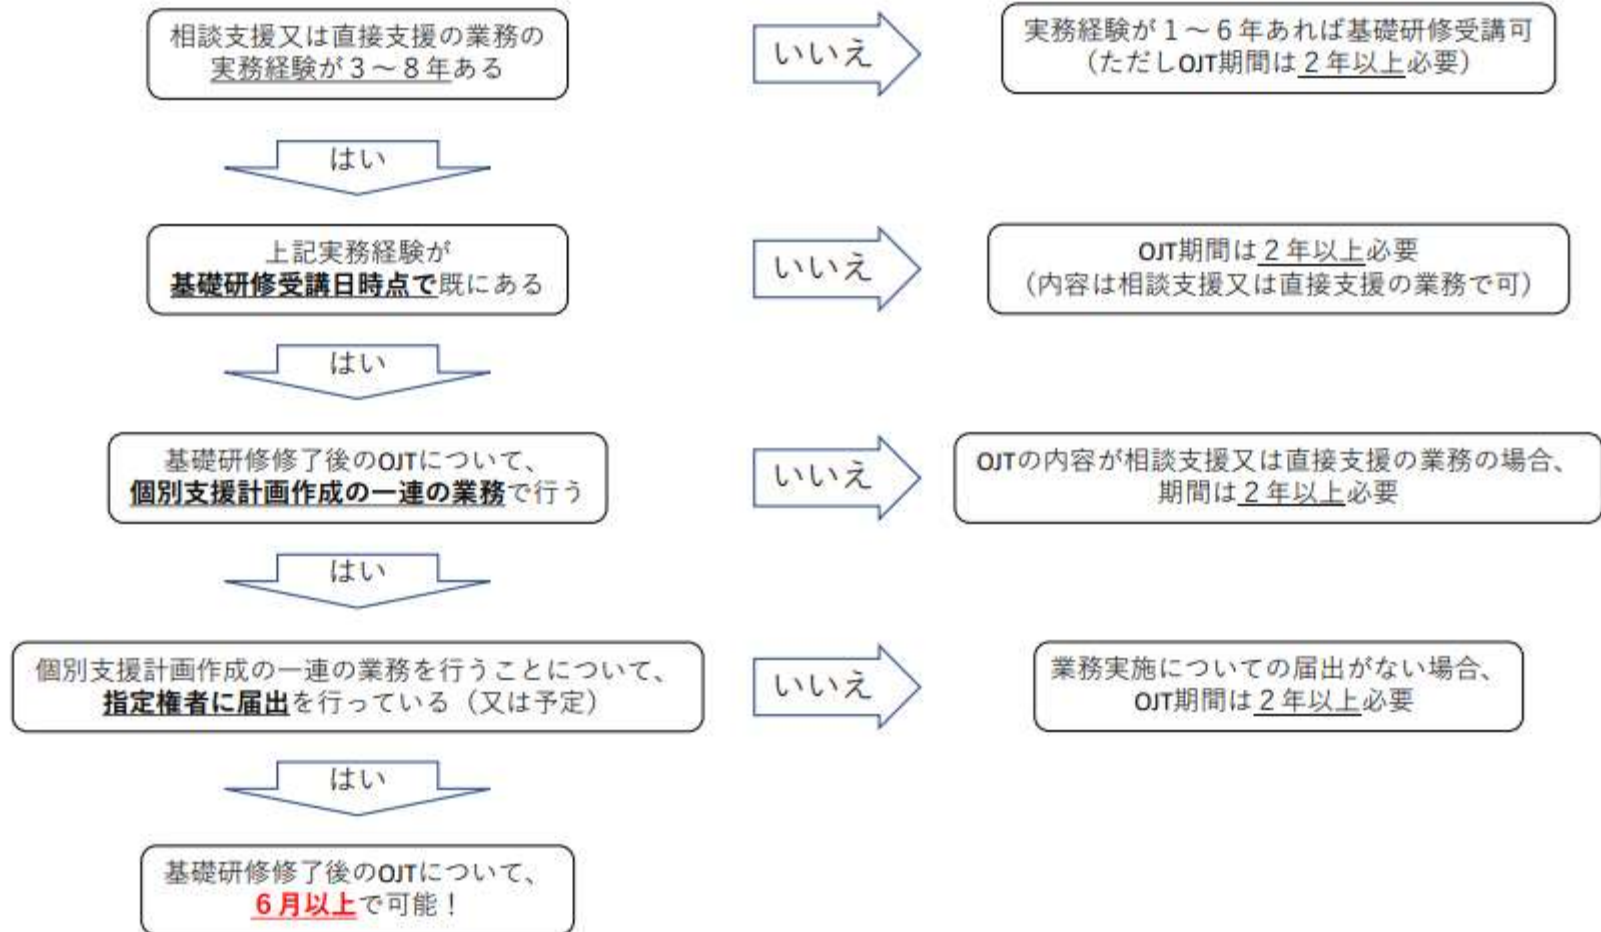 相談支援又は直接支援の業務の
実務経験が３～８年ある
いいえ
実務経験が１～６年あれば基礎研修受講可
（ただしOJT期間は２年以上必要）
はい
上記実務経験が
基礎研修受講日時点で既にある
いいえ
OJT期間は２年以上必要
（内容は相談支援又は直接支援の業務で可）
はい
基礎研修修了後のOJTについて、
個別支援計画作成の一連の業務で行う
いいえ
OJTの内容が相談支援又は直接支援の業務の場合、
期間は２年以上必要
はい
個別支援計画作成の一連の業務を行うことについて、
指定権者に届出を行っている（又は予定）
いいえ
業務実施についての届出がない場合、
OJT期間は２年以上必要
はい
基礎研修修了後のOJTについて、
６月以上で可能！